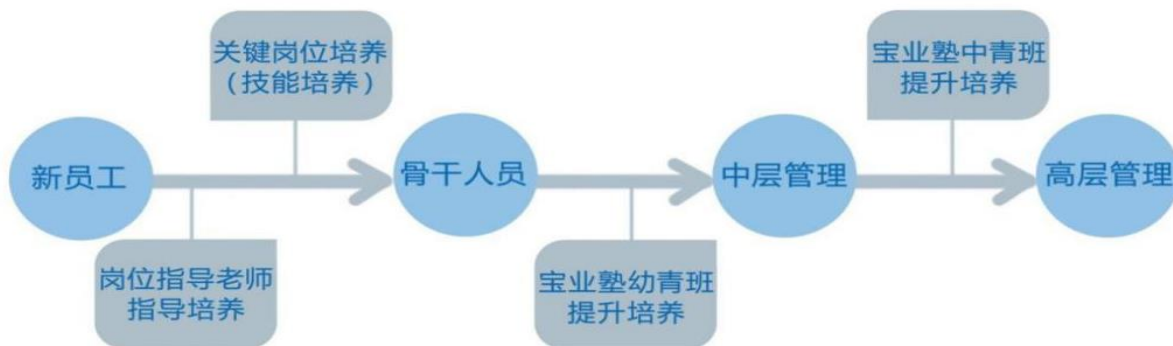 关键岗位培养
（技能培养）
宝业塾中青班
提升培养
新员工
骨干人员
中层管理
高层管理
岗位指导老师
指导培养
宝业塾幼青班
提升培养